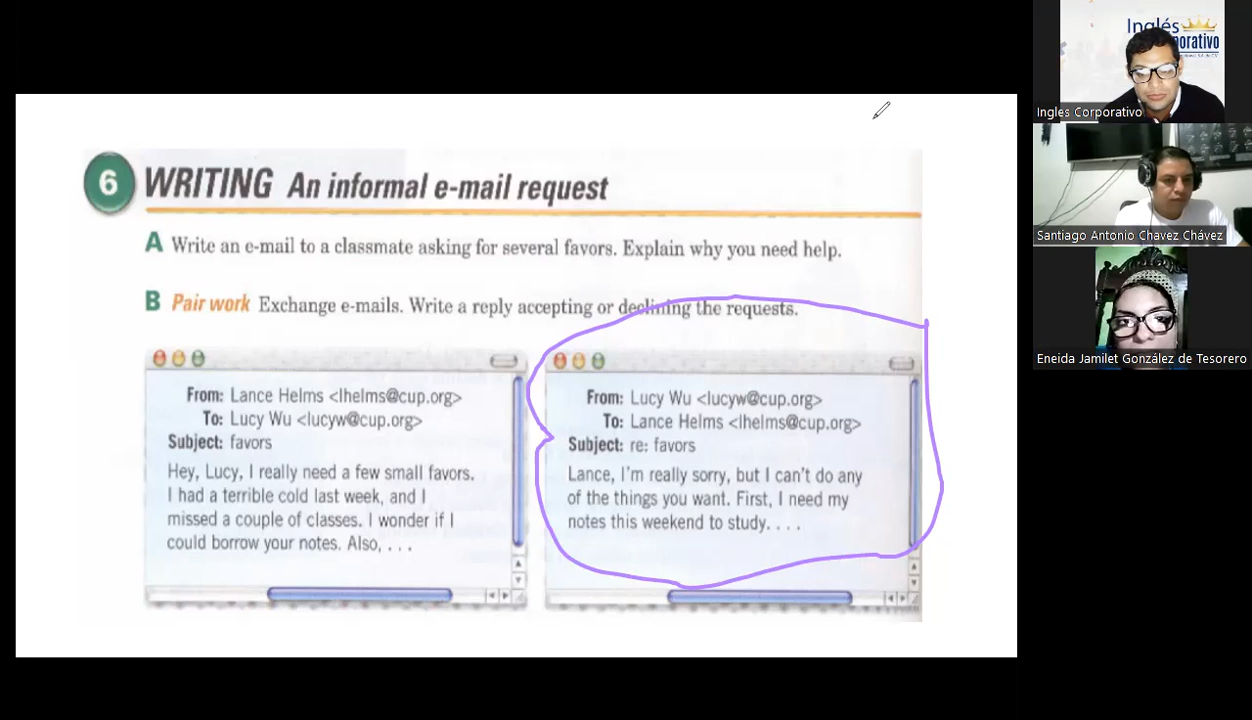 6 WRITING An informal e-mail request
A Write an e-mail to a classmate asking for several favors. Explain why you need help.
B Pair work Exchange e-mails. Write a reply accepting or declining the requests.
From: Lance Helms <lhelms@cup.org>
To: Lucy Wu <lucyw@cup.org>
Subject: favors
Hey, Lucy, I really need a few small favors.
I had a terrible cold last week, and I
missed a couple of classes. I wonder if I
could borrow your notes. Also, . . .
From: Lucy Wu <lucyw@cup.org>
To: Lance Helms <lhelms@cup.org>
Subject: re: favors
Lance, I'm really sorry, but I can't do any
of the things you want. First, I need my
notes this weekend to study. . . .
Inglés
Ingles Corporativo
Santiago Antonio Chavez Chávez
Eneida Jamilet González de Tesorero